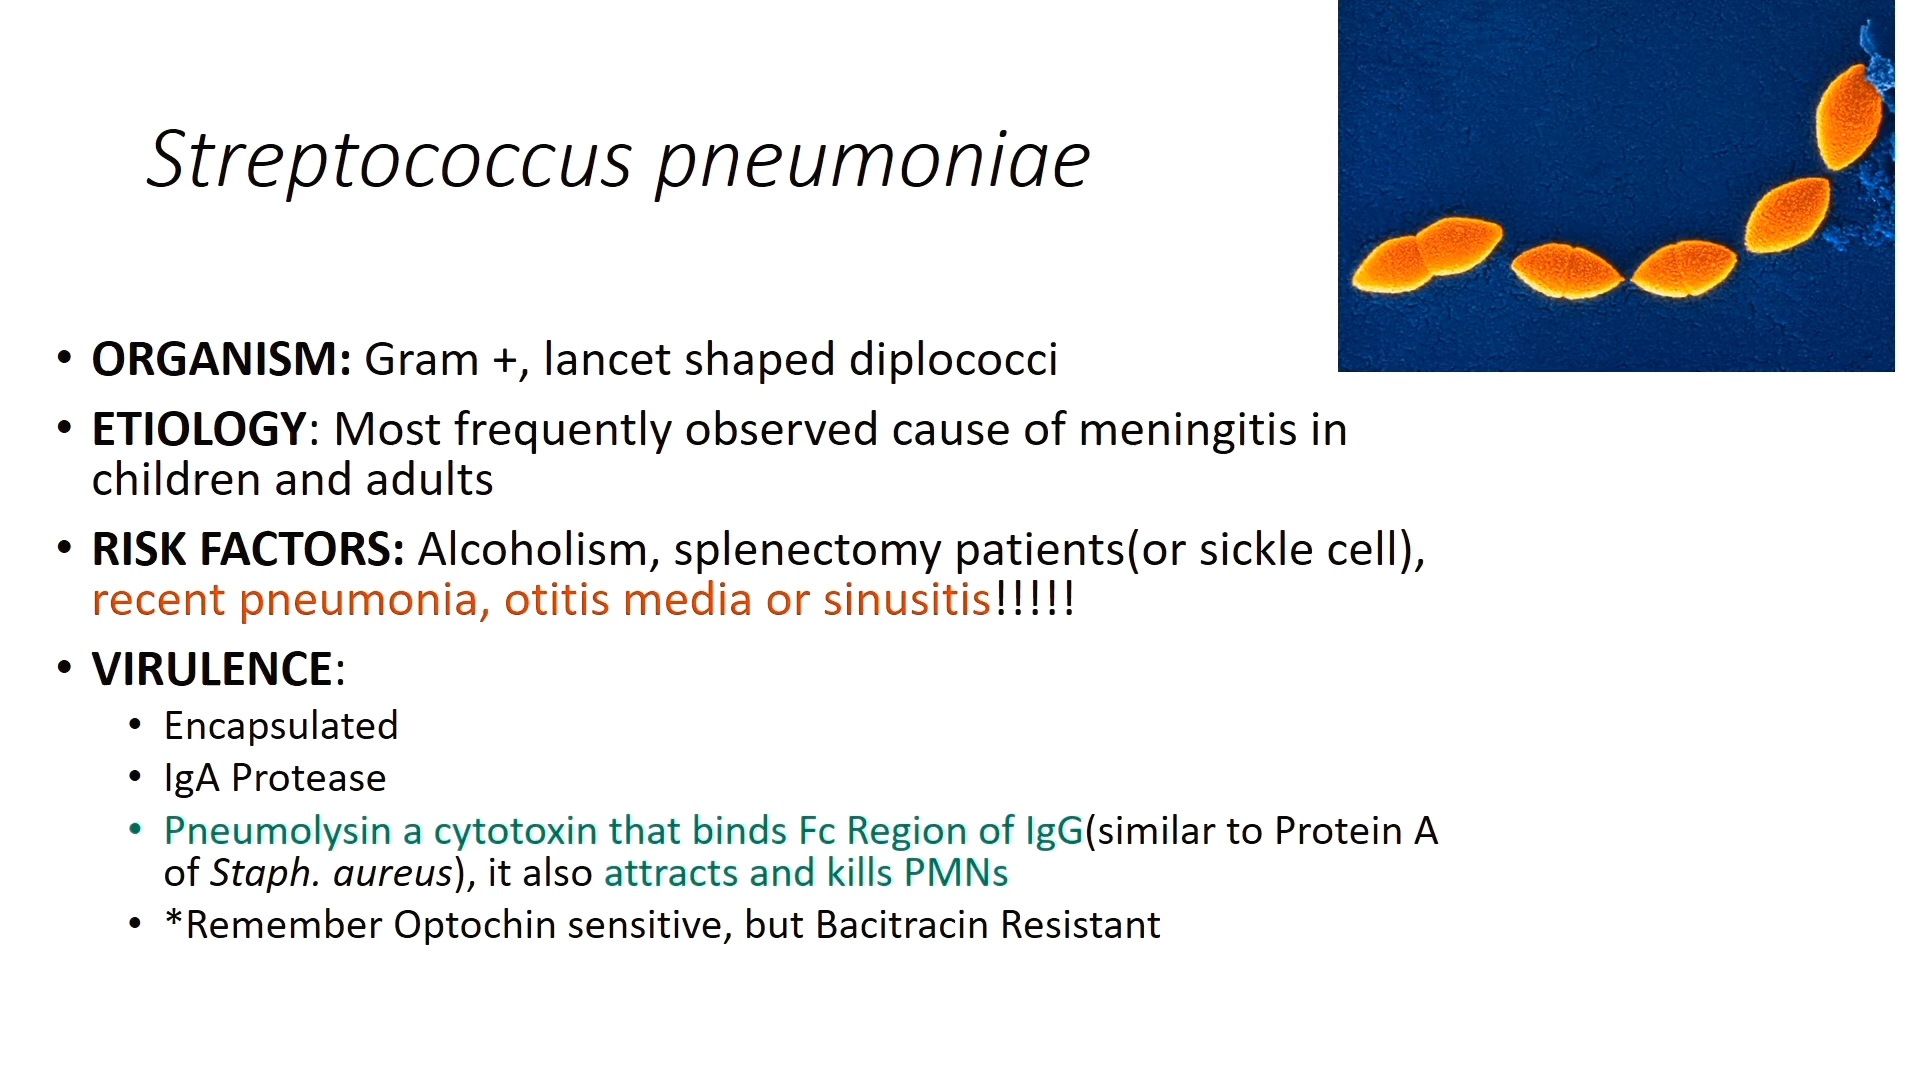 Streptococcus pneumoniae
• ORGANISM: Gram +, lancet shaped diplococci
• ETIOLOGY: Most frequently observed cause of meningitis in
children and adults
• RISK FACTORS: Alcoholism, splenectomy patients(or sickle cell),
recent pneumonia, otitis media or sinusitis!!!!!
• VIRULENCE:
• Encapsulated
• IgA Protease
• Pneumolysin a cytotoxin that binds Fc Region of IgG(similar to Protein A
of Staph. aureus), it also attracts and kills PMNs
• *Remember Optochin sensitive, but Bacitracin Resistant